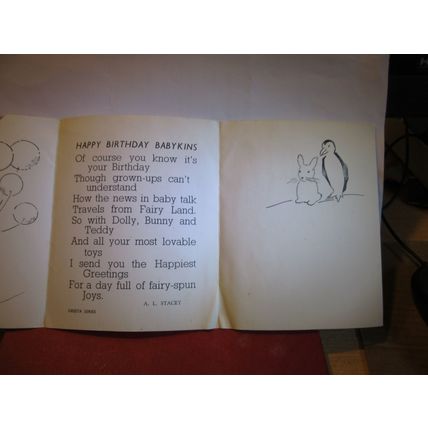 HAPPY BIRTHDAY BABYKINS
Of course you know it's
your Birthday
Though grown-ups can't
understand
How the news in baby talk
Travels from Fairy Land.
So with Dolly, Bunny and
Teddy
And all your most lovable
toys
I send you the Happiest
Greetings
For a day full of fairy-spun
Joys.
A. L. STACEY
SERIES